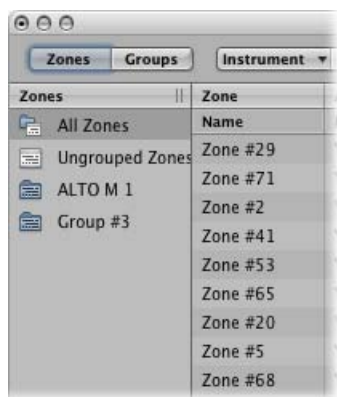 Zones Groups Instrument
Zones Zone
All Zones Name
Ungrouped Zones Zone #29
ALTO M 1 Zone #71
Group #3 Zone #2
Zone #41
Zone #53
Zone #65
Zone #20
Zone #5
Zone #68